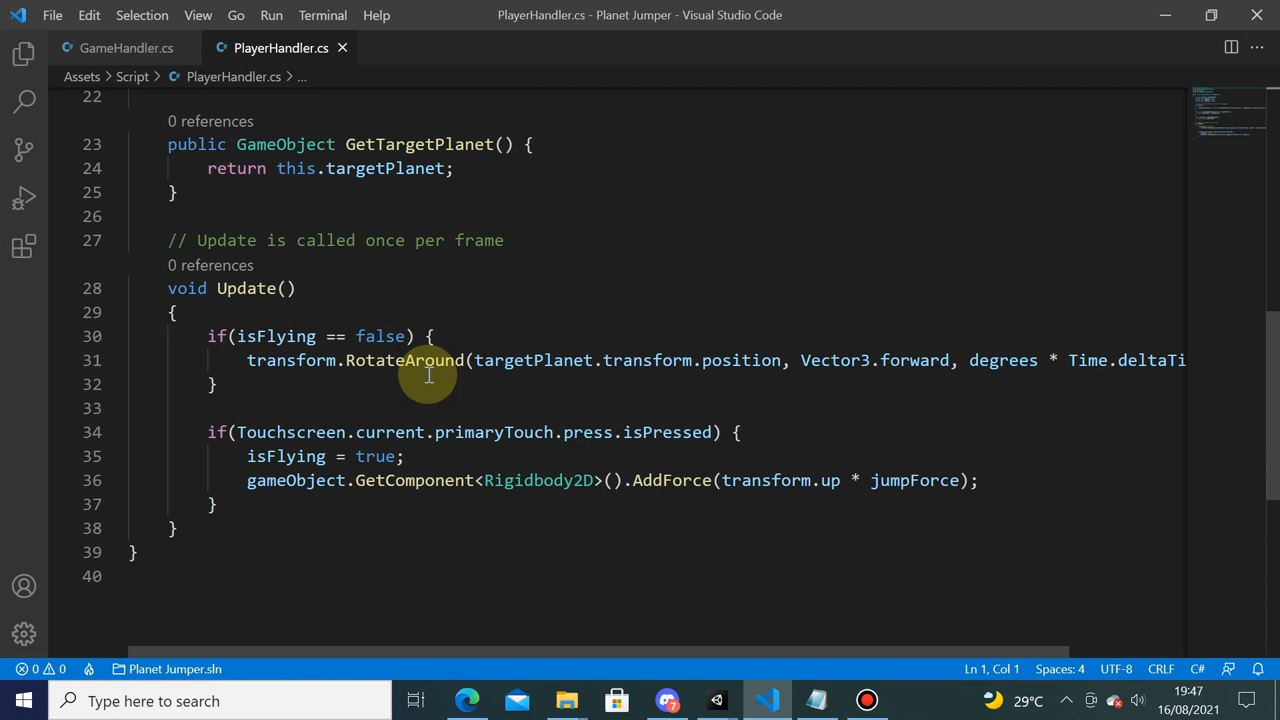 File Edit Selection View Go Run Terminal Help PlayerHandler.cs - Planet Jumper - Visual Studio Code
GameHandler.cs PlayerHandler.cs
Assets > Script > PlayerHandler.cs > ...
22
0 references
23 public GameObject GetTargetPlanet() {
24 return this.targetPlanet;
25 }
26
27 // Update is called once per frame
0 references
28 void Update()
29 {
30 if(isFlying == false) {
31 transform.RotateAround(targetPlanet.transform.position, Vector3.forward, degrees * Time.deltaTi
32 }
33
34 if(Touchscreen.current.primaryTouch.press.isPressed) {
35 isFlying = true;
36 gameObject.GetComponent<Rigidbody2D>().AddForce(transform.up * jumpForce);
37 }
38 }
39 }
40
0 0 Planet Jumper.sln Ln 1, Col 1 Spaces: 4 UTF-8 CRLF C#
Type here to search 7 29°C 19:47
16/08/2021